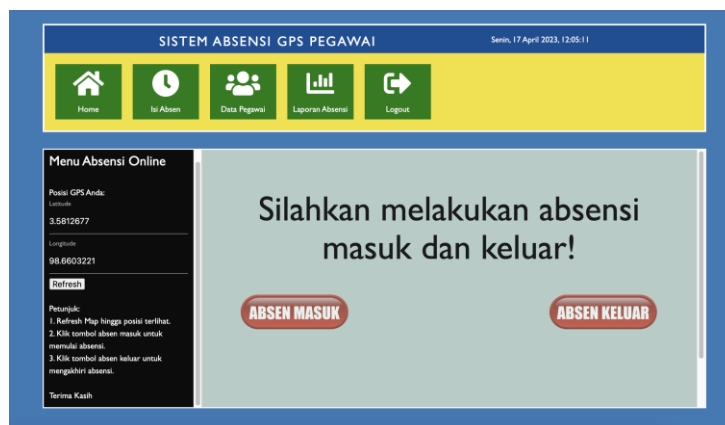 SISTEM ABSENSI GPS PEGAWAI
Senin, 17 April 2023, 12:05:11
Home
Isi Absen
Data Pegawai
Laporan Absensi
Logout
Menu Absensi Online
Posisi GPS Anda:
Latitude
3.5812677
Longitude
98.6603221
Refresh
Petunjuk:
1. Refresh Map hingga posisi terlihat.
2. Klik tombol absen masuk untuk
memulai absensi.
3. Klik tombol absen keluar untuk
mengakhiri absensi.
Terima Kasih
Silahkan melakukan absensi
masuk dan keluar!
ABSEN MASUK
ABSEN KELUAR